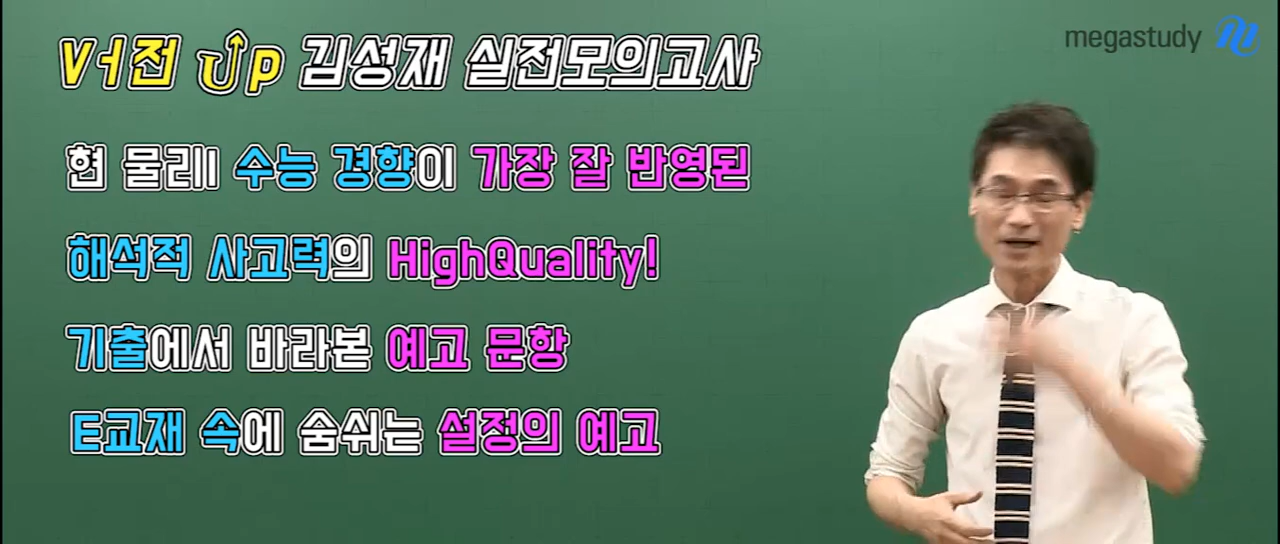 megastudy
V ㅓ전 Up 김성재 실전모의고사
현 물리II 수능 경향이 가장 잘 반영된
해석적 사고력의 HighQuality!
기출에서 바라본 예고 문항
E교재 속에 숨쉬는 설정의 예고